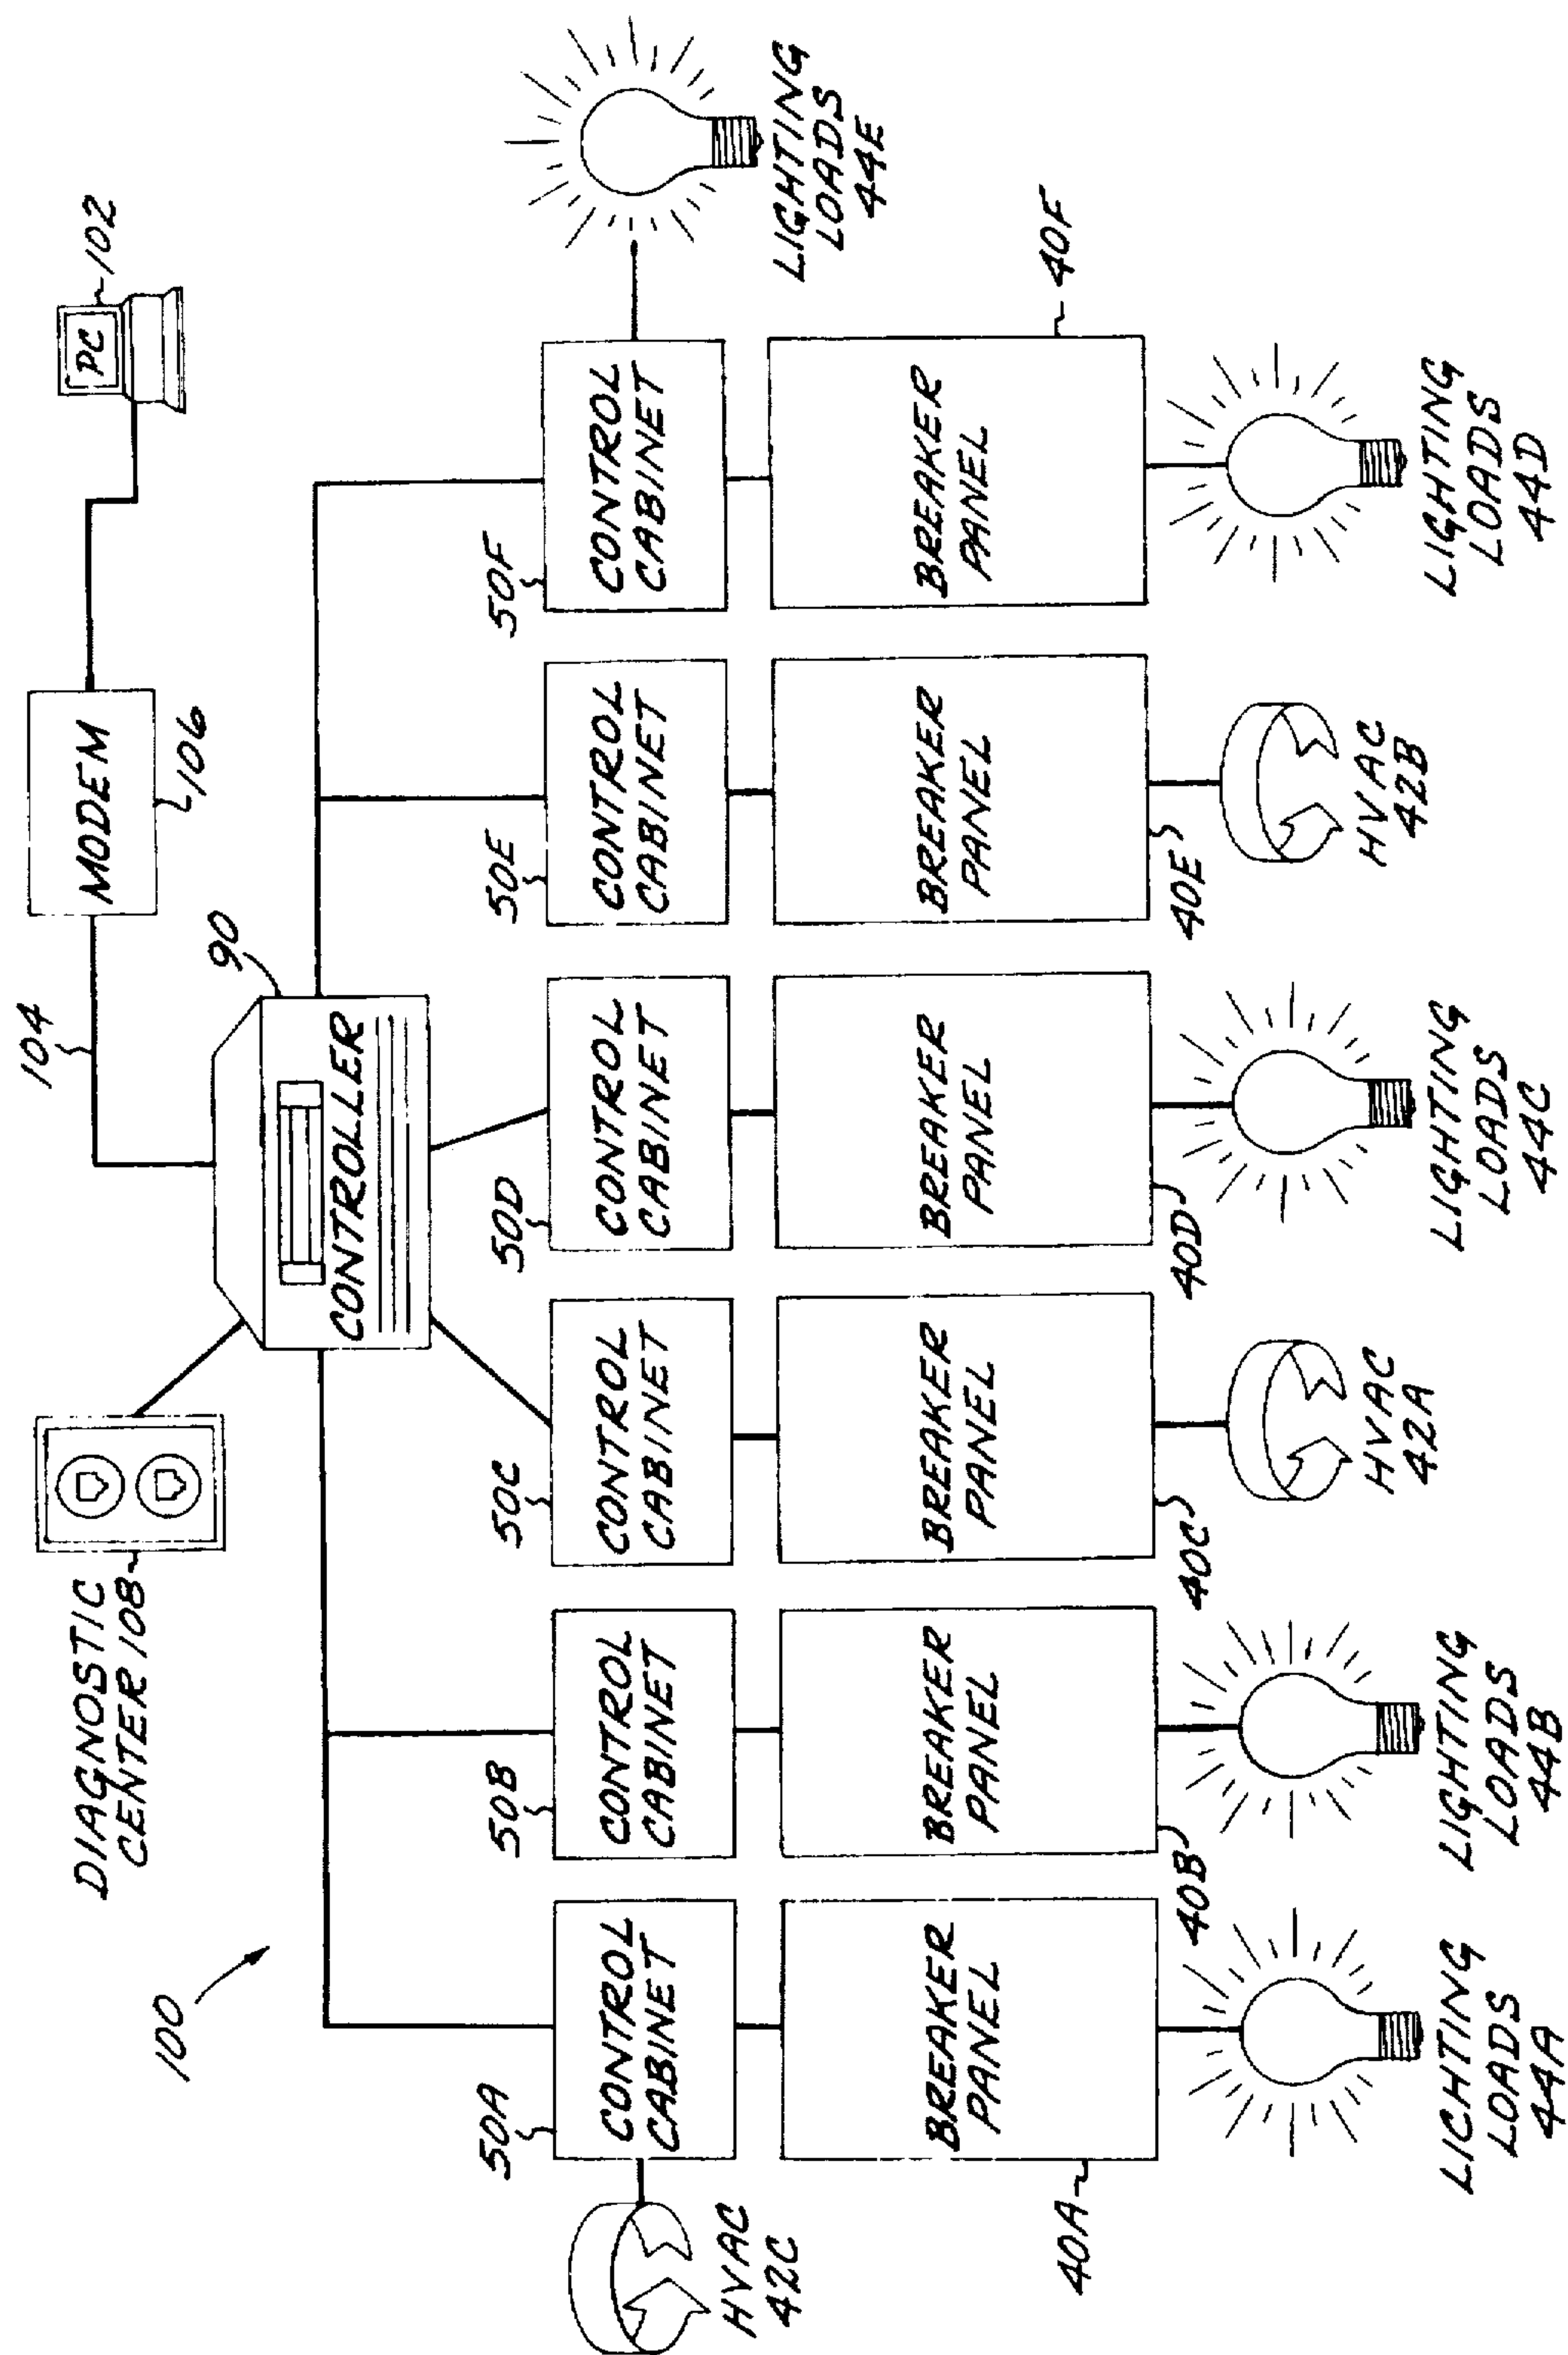 100
DIAGNOSTIC
CENTER 108
104
MODEM
106
PC
102
90
CONTROLLER
HVAC
42C
50A
CONTROL
CABINET
50B
CONTROL
CABINET
50C
CONTROL
CABINET
50D
CONTROL
CABINET
50E
CONTROL
CABINET
50F
CONTROL
CABINET
LIGHTING
LOADS
44E
40A
BREAKER
PANEL
40B
BREAKER
PANEL
40C
BREAKER
PANEL
40D
BREAKER
PANEL
40E
BREAKER
PANEL
40F
BREAKER
PANEL
LICHTING
LOADS
44A
LIGHTING
LOADS
44B
HVAC
42A
LIGHTING
LOADS
44C
HVAC
42B
LIGHTING
LOADS
44D